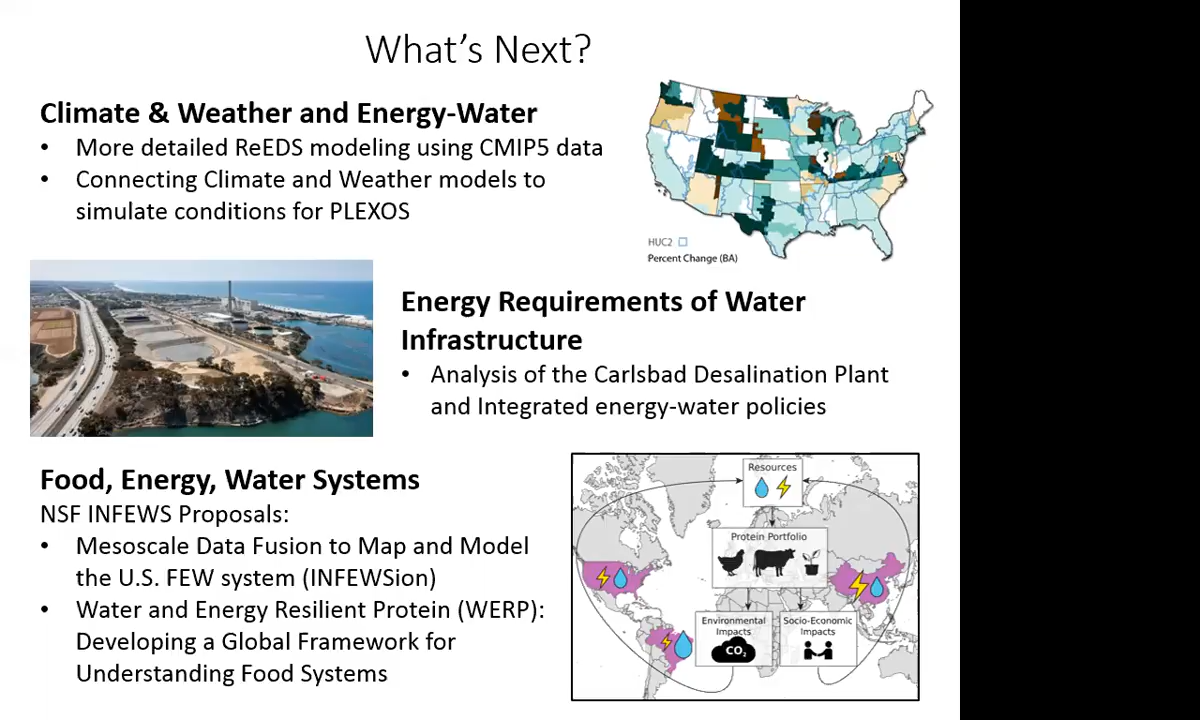 What's Next?
Climate & Weather and Energy-Water
• More detailed ReEDS modeling using CMIP5 data
• Connecting Climate and Weather models to
simulate conditions for PLEXOS
HUC2
Percent Change (BA)
Energy Requirements of Water
Infrastructure
• Analysis of the Carlsbad Desalination Plant
and Integrated energy-water policies
Food, Energy, Water Systems
NSF INFEWS Proposals:
• Mesoscale Data Fusion to Map and Model
the U.S. FEW system (INFEWSion)
• Water and Energy Resilient Protein (WERP):
Developing a Global Framework for
Understanding Food Systems
Resources
Protein Portfolio
Environmental
Impacts
CO₂
Socio-Economic
Impacts